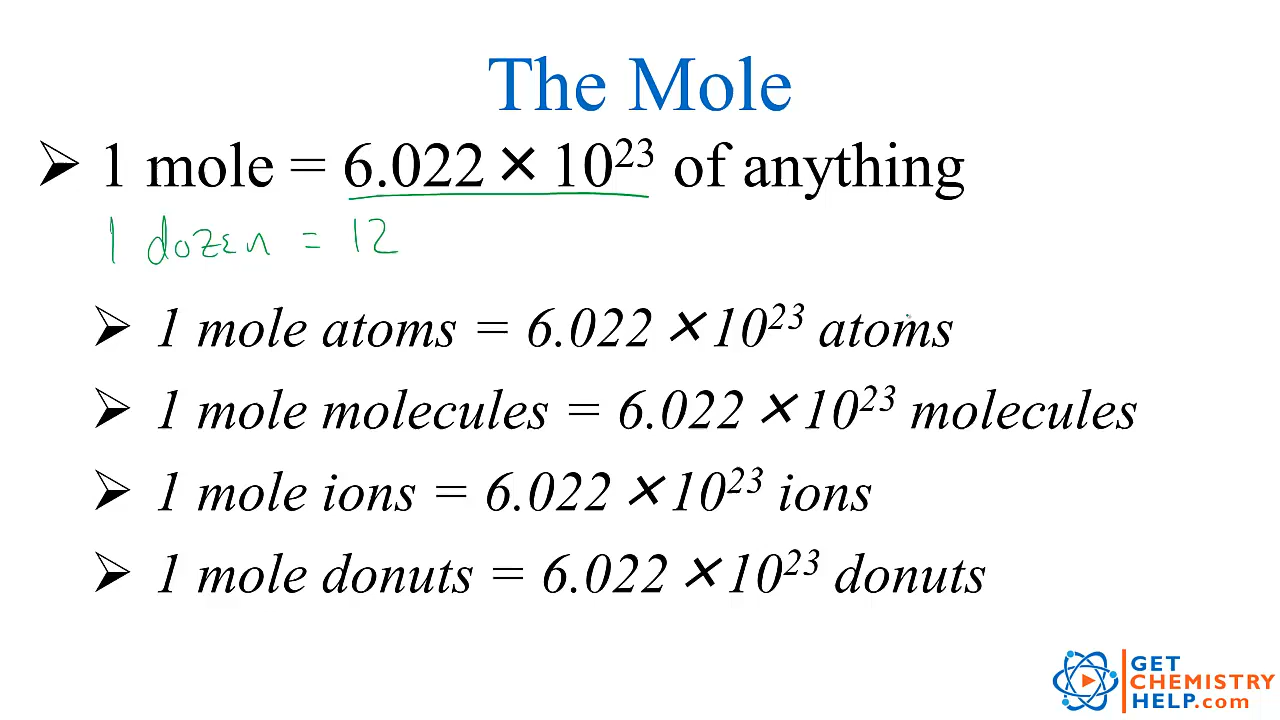 The Mole
➢ 1 mole = 6.022 × 10²³ of anything
1 dozen = 12
➢ 1 mole atoms = 6.022 ×10²³ atoms
➢ 1 mole molecules = 6.022 ×10²³ molecules
➢ 1 mole ions = 6.022 ×10²³ ions
➢ 1 mole donuts = 6.022 ×10²³ donuts
GET
CHEMISTRY
HELP.com